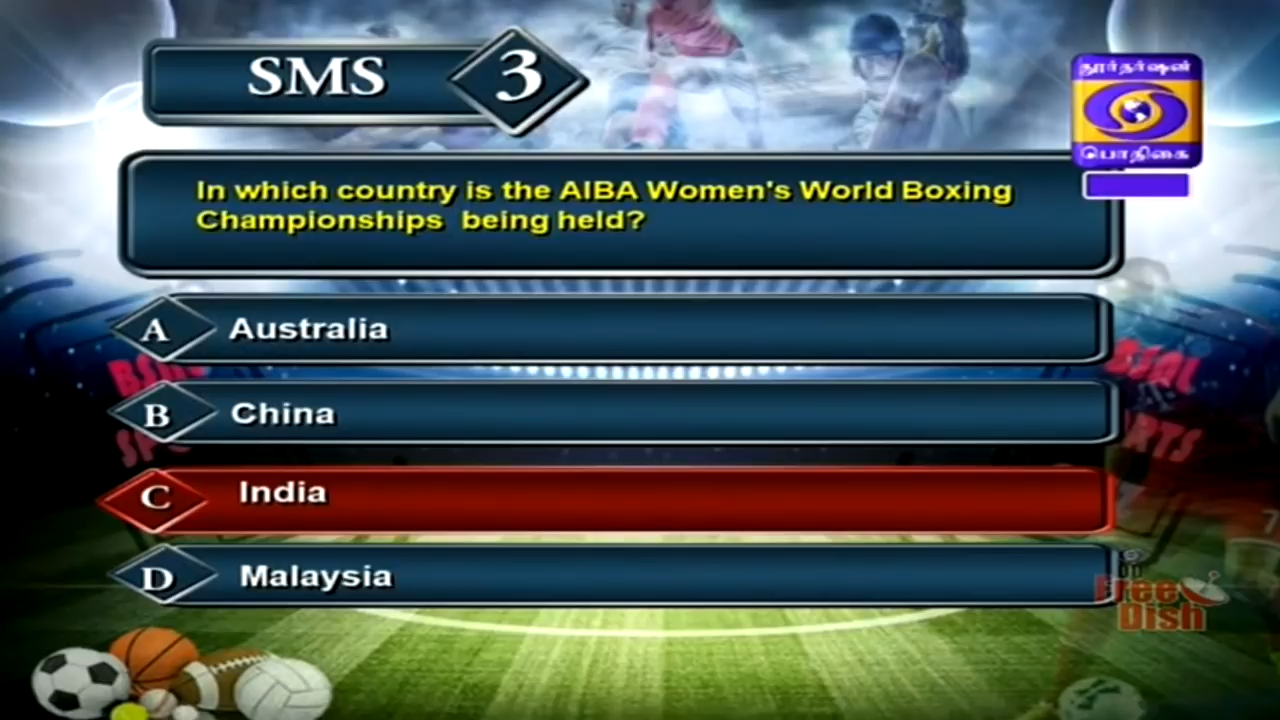 SMS 3
தூர்தர்ஷன்
பொதிகை
In which country is the AIBA Women's World Boxing
Championships being held?
A Australia
B China
C India
D Malaysia
DD
Free
Dish